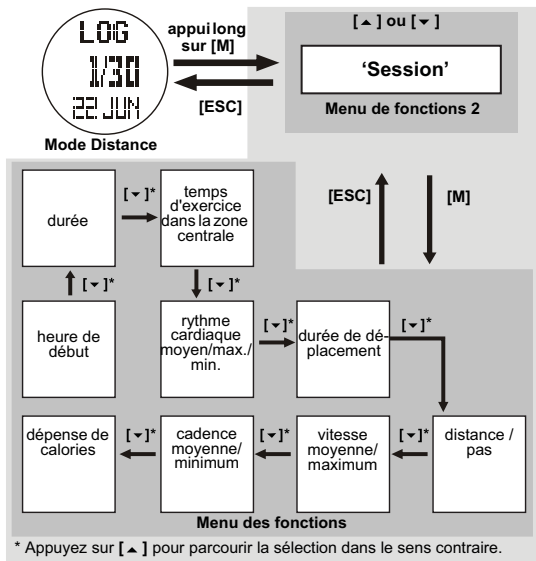 LOG
1/30
22. JUN
Mode Distance
appui long
sur [M]
[ESC]
[▲] ou [▼]
'Session'
Menu de fonctions 2
[ESC]
[M]
durée
[▼]*
temps
d'exercice
dans la zone
centrale
[▼]*
[▼]*
heure de
début
rythme
cardiaque
moyen/max./
min.
[▼]*
durée de dé-
placement
[▼]*
dépense de
calories
[▼]*
cadence
moyenne/
minimum
[▼]*
vitesse
moyenne/
maximum
[▼]*
distance /
pas
Menu des fonctions
* Appuyez sur [▲] pour parcourir la sélection dans le sens contraire.